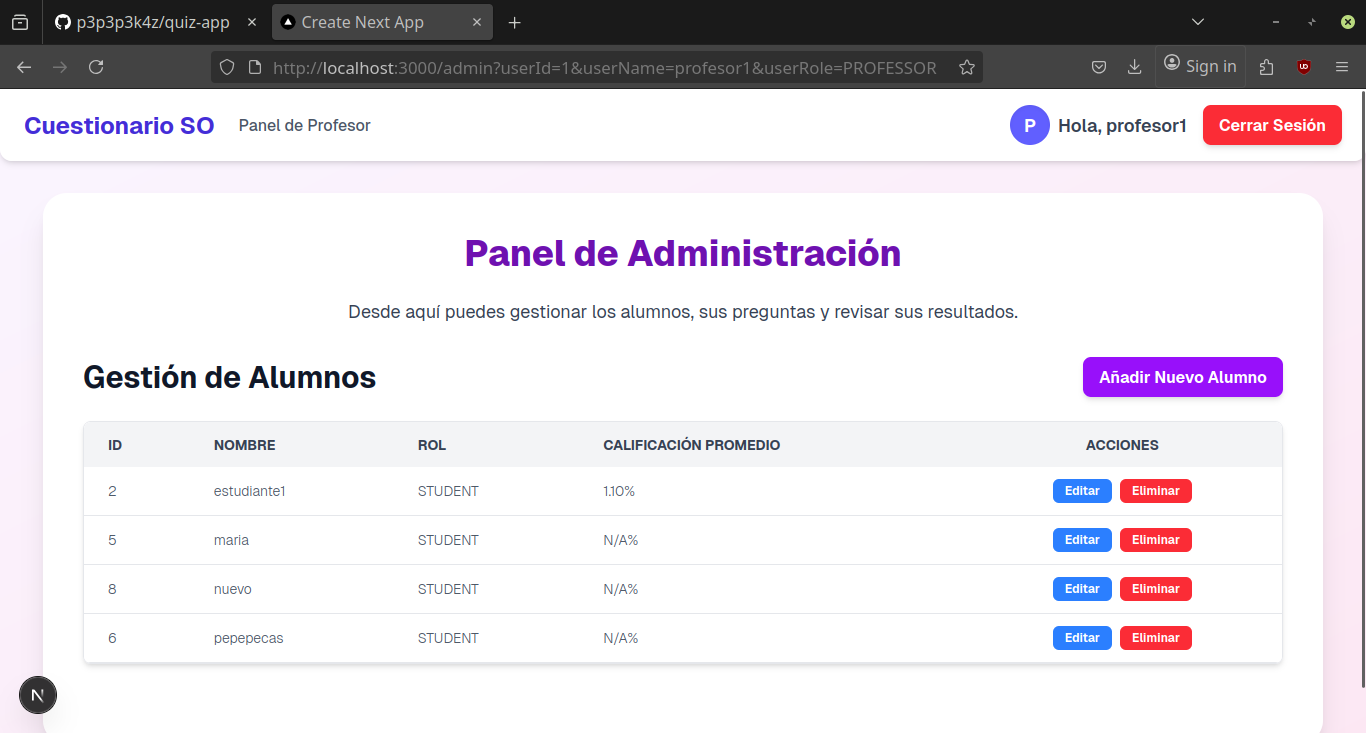 p3p3p3k4z/quiz-app
Create Next App
http://localhost:3000/admin?userId=1&userName=profesor1&userRole=PROFESSOR
Sign in
Cuestionario SO Panel de Profesor P Hola, profesor1 Cerrar Sesión
Panel de Administración
Desde aquí puedes gestionar los alumnos, sus preguntas y revisar sus resultados.
Gestión de Alumnos Añadir Nuevo Alumno
ID NOMBRE ROL CALIFICACIÓN PROMEDIO ACCIONES
2 estudiante1 STUDENT 1.10% Editar Eliminar
5 maria STUDENT N/A% Editar Eliminar
8 nuevo STUDENT N/A% Editar Eliminar
6 pepepecas STUDENT N/A% Editar Eliminar
N